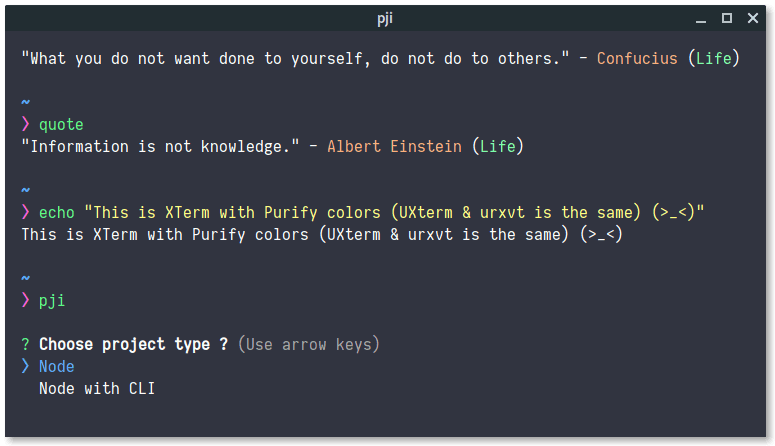 pji
"What you do not want done to yourself, do not do to others." – Confucius (Life)
~
❯ quote
"Information is not knowledge." – Albert Einstein (Life)
~
❯ echo "This is XTerm with Purify colors (UXterm & urxvt is the same) (>_<)"
This is XTerm with Purify colors (UXterm & urxvt is the same) (>_<)
~
❯ pji
? Choose project type ? (Use arrow keys)
❯ Node
Node with CLI